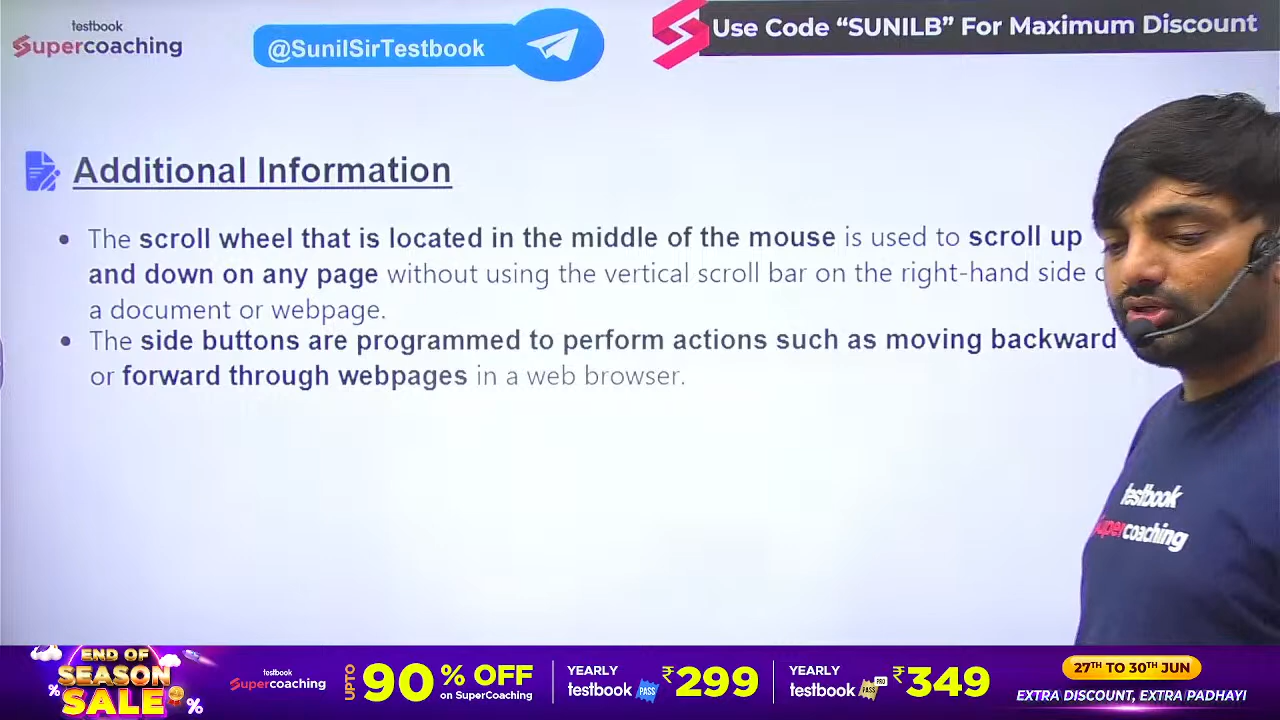 testbook
Supercoaching
@SunilSirTestbook
Use Code “SUNILB” For Maximum Discount
Additional Information
• The scroll wheel that is located in the middle of the mouse is used to scroll up
and down on any page without using the vertical scroll bar on the right-hand side
a document or webpage.
• The side buttons are programmed to perform actions such as moving backward
or forward through webpages in a web browser.
testbook
Supercoaching
END OF
SEASON
SALE
testbook
Supercoaching
UPTO 90% OFF
on SuperCoaching
YEARLY
testbook PASS ₹299
YEARLY
testbook PASS PRO ₹349
27TH TO 30TH JUN
EXTRA DISCOUNT, EXTRA PADHAYI